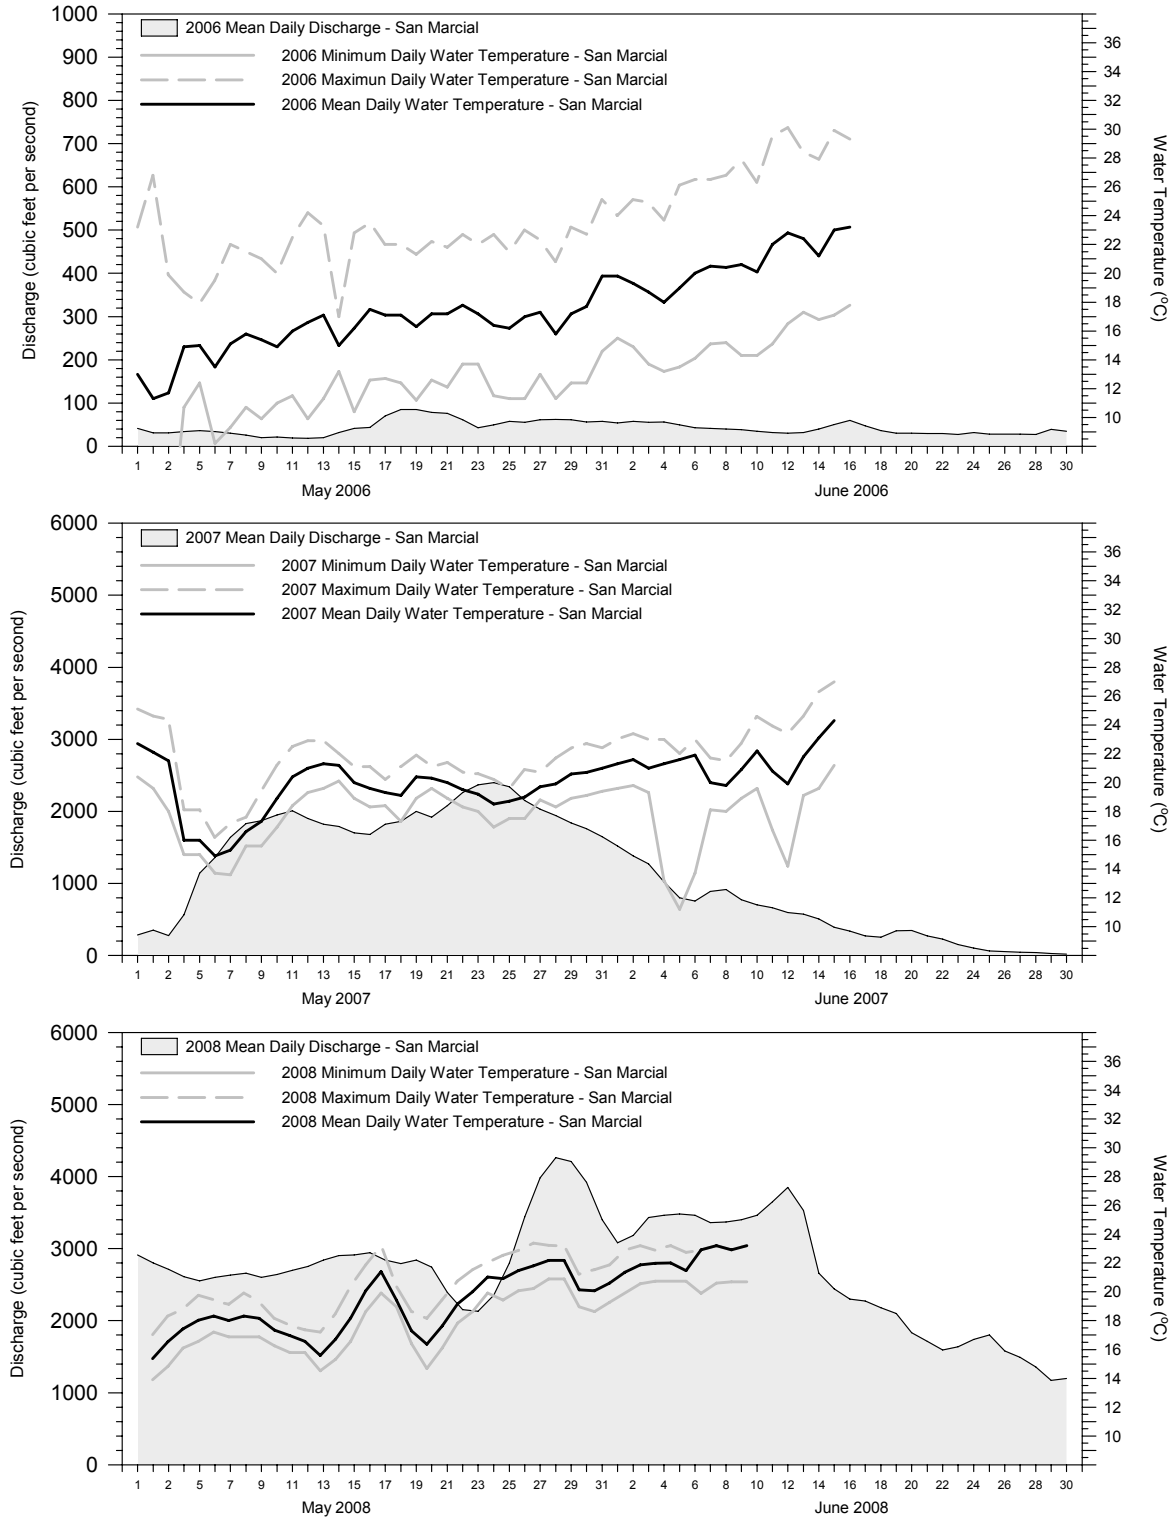 1000
900
800
700
600
500
400
300
200
100
0
Discharge (cubic feet per second)
2006 Mean Daily Discharge - San Marcial
2006 Minimum Daily Water Temperature - San Marcial
2006 Maximun Daily Water Temperature - San Marcial
2006 Mean Daily Water Temperature - San Marcial
36
34
32
30
28
26
24
22
20
18
16
14
12
10
Water Temperature (°C)
1 2 5 7 9 11 13 15 17 19 21 23 25 27 29 31 2 4 6 8 10 12 14 16 18 20 22 24 26 28 30
May 2006 June 2006
6000
5000
4000
3000
2000
1000
0
Discharge (cubic feet per second)
2007 Mean Daily Discharge - San Marcial
2007 Minimum Daily Water Temperature - San Marcial
2007 Maximum Daily Water Temperature - San Marcial
2007 Mean Daily Water Temperature - San Marcial
36
34
32
30
28
26
24
22
20
18
16
14
12
10
Water Temperature (°C)
1 2 5 7 9 11 13 15 17 19 21 23 25 27 29 31 2 4 6 8 10 12 14 16 18 20 22 24 26 28 30
May 2007 June 2007
6000
5000
4000
3000
2000
1000
0
Discharge (cubic feet per second)
2008 Mean Daily Discharge - San Marcial
2008 Minimum Daily Water Temperature - San Marcial
2008 Maximum Daily Water Temperature - San Marcial
2008 Mean Daily Water Temperature - San Marcial
36
34
32
30
28
26
24
22
20
18
16
14
12
10
Water Temperature (°C)
1 2 5 7 9 11 13 15 17 19 21 23 25 27 29 31 2 4 6 8 10 12 14 16 18 20 22 24 26 28 30
May 2008 June 2008